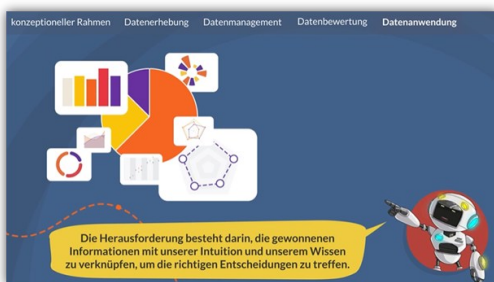 konzeptioneller Rahmen Datenerhebung Datenmanagement Datenbewertung Datenanwendung
Die Herausforderung besteht darin, die gewonnenen
Informationen mit unserer Intuition und unserem Wissen
zu verknüpfen, um die richtigen Entscheidungen zu treffen.